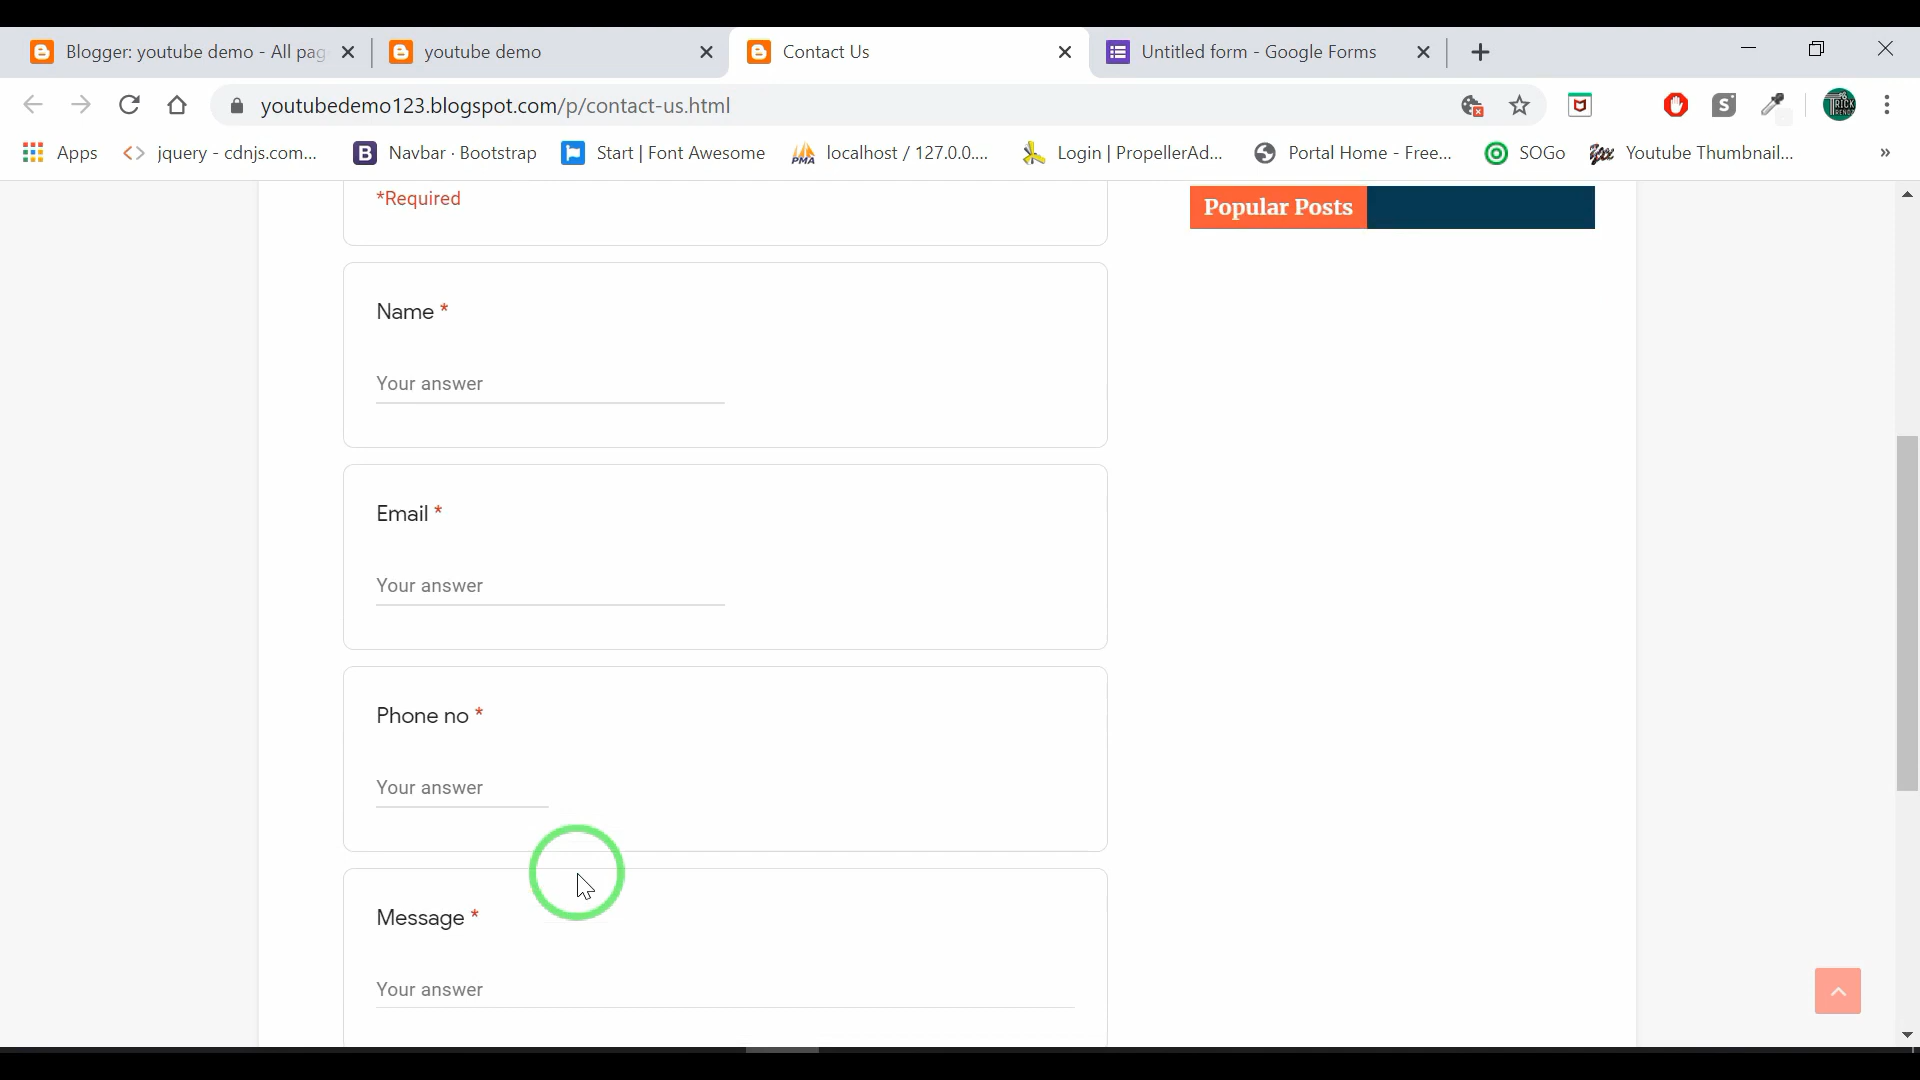 Blogger: youtube demo - All pag
youtube demo
Contact Us
Untitled form - Google Forms
youtubedemo123.blogspot.com/p/contact-us.html
Apps
jquery - cdnjs.com...
Navbar · Bootstrap
Start | Font Awesome
localhost / 127.0.0....
Login | PropellerAd...
Portal Home - Free...
SOGo
Youtube Thumbnail...
»
*Required
Popular Posts
Name *
Your answer
Email *
Your answer
Phone no *
Your answer
Message *
Your answer